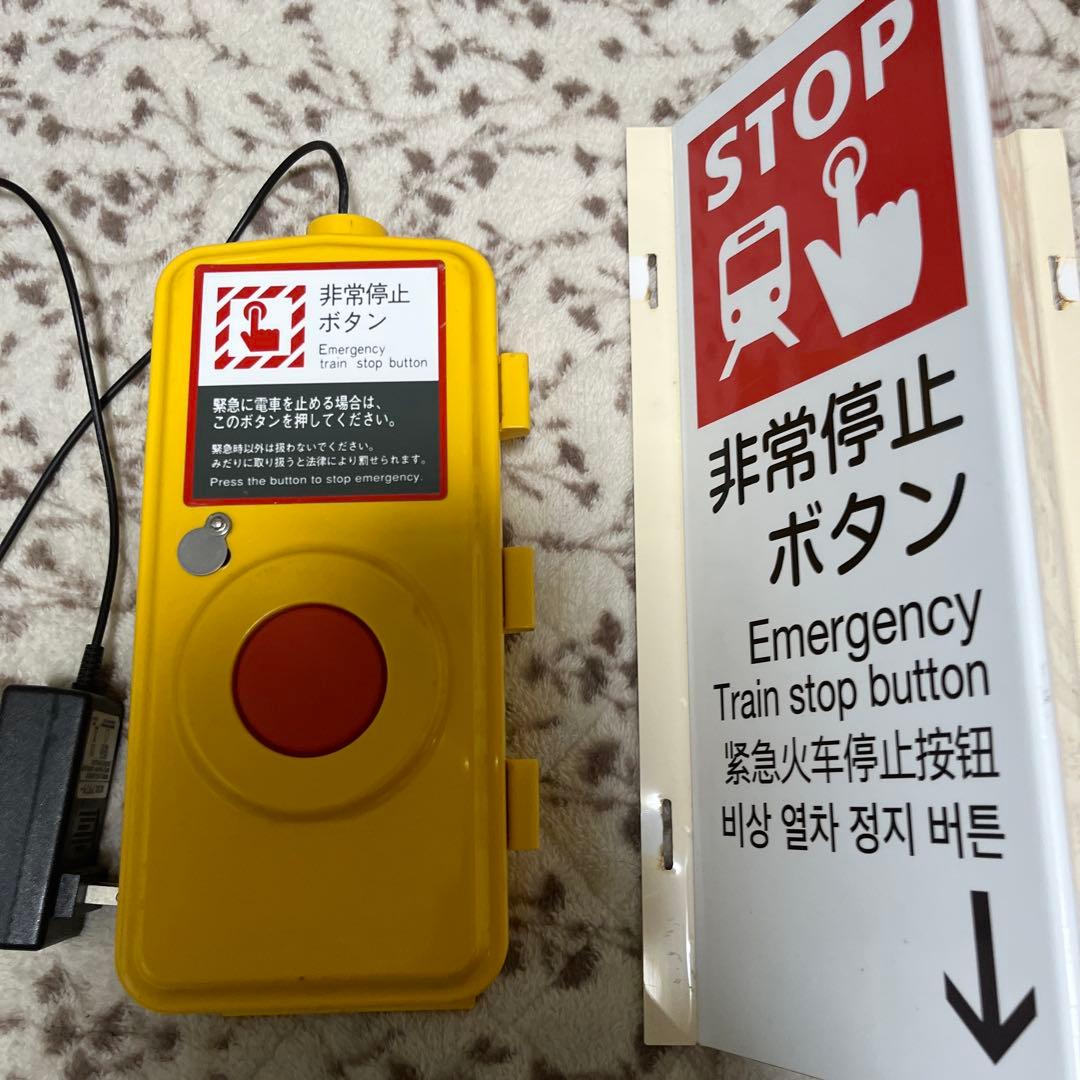 非常停止
ボタン
Emergency
train stop button
緊急に電車を止める場合は、
このボタンを押してください。
緊急時以外は扱わないでください。
みだりに取り扱うと法律により罰せられます。
Press the button to stop emergency.
STOP
非常停止
ボタン
Emergency
Train stop button
紧急火车停止按钮
비상 열차 정지 버튼